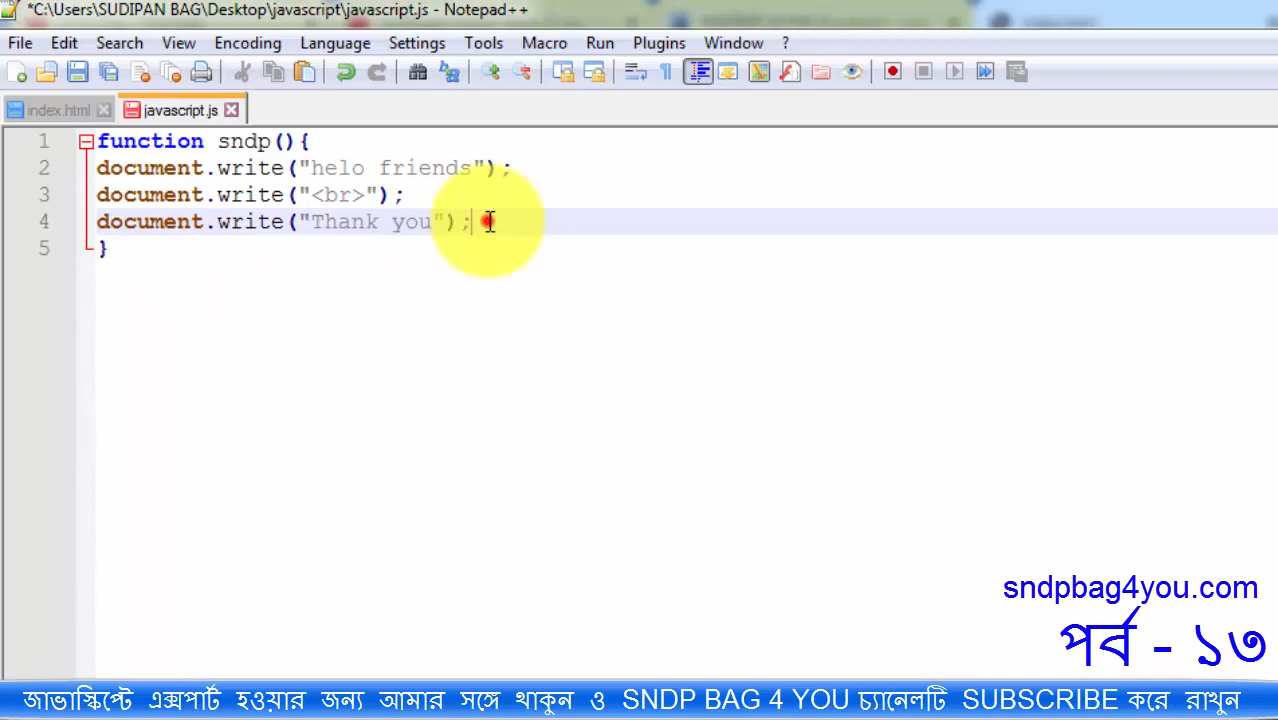 *C:\Users\SUDIPAN BAG\Desktop\javascript\javascript.js - Notepad++
File Edit Search View Encoding Language Settings Tools Macro Run Plugins Window ?
index.html javascript.js
1 function sndp(){
2 document.write("helo friends");
3 document.write("<br>");
4 document.write("Thank you");
5 }
sndpbag4you.com
পর্ব - ১৩
জাভাস্ক্রিপ্টে এক্সপার্ট হওয়ার জন্য আমার সঙ্গে থাকুন ও SNDP BAG 4 YOU চ্যানেলটি SUBSCRIBE করে রাখুন